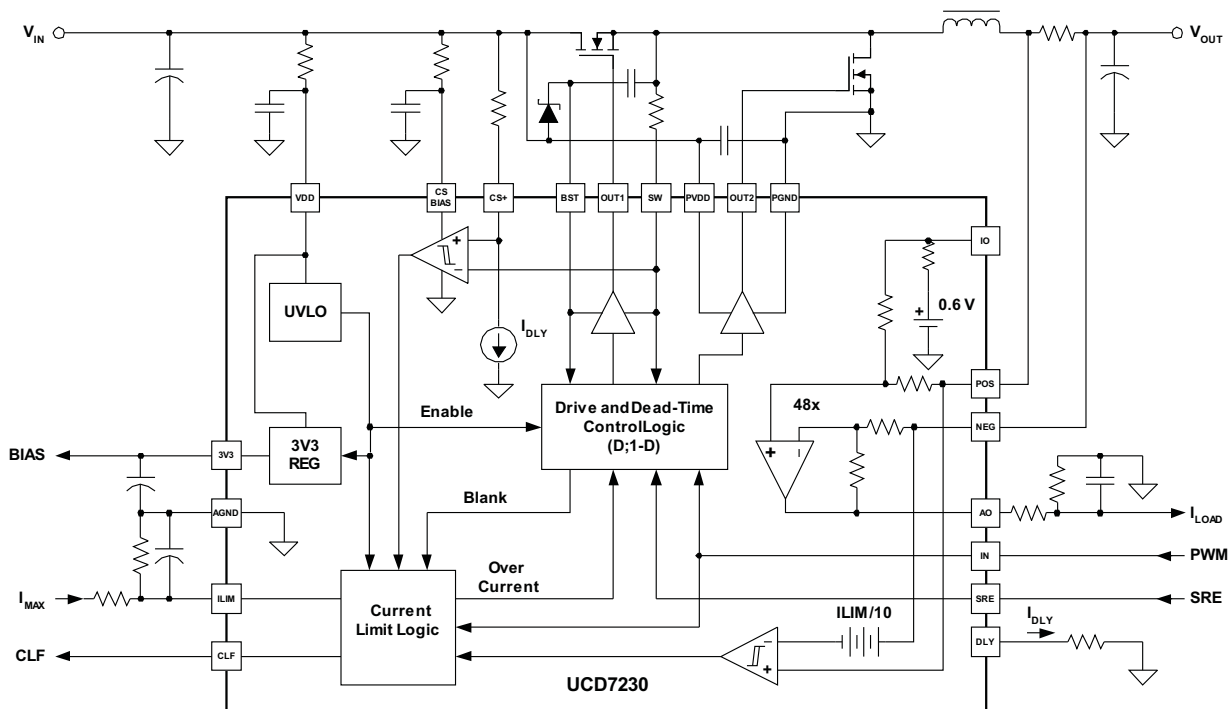 VIN
VOUT
VDD
CS
BIAS
CS+
BST
OUT1
SW
PVDD
OUT2
PGND
IO
+
−
0.6 V
+
UVLO
IDLY
POS
Enable
Drive and Dead-Time
ControlLogic
(D;1-D)
48x
NEG
BIAS
3V3
3V3
REG
+
−
Blank
AGND
AO
ILOAD
Over
Current
IN
PWM
IMAX
ILIM
Current
Limit Logic
SRE
SRE
ILIM/10
IDLY
DLY
CLF
CLF
−
+
UCD7230